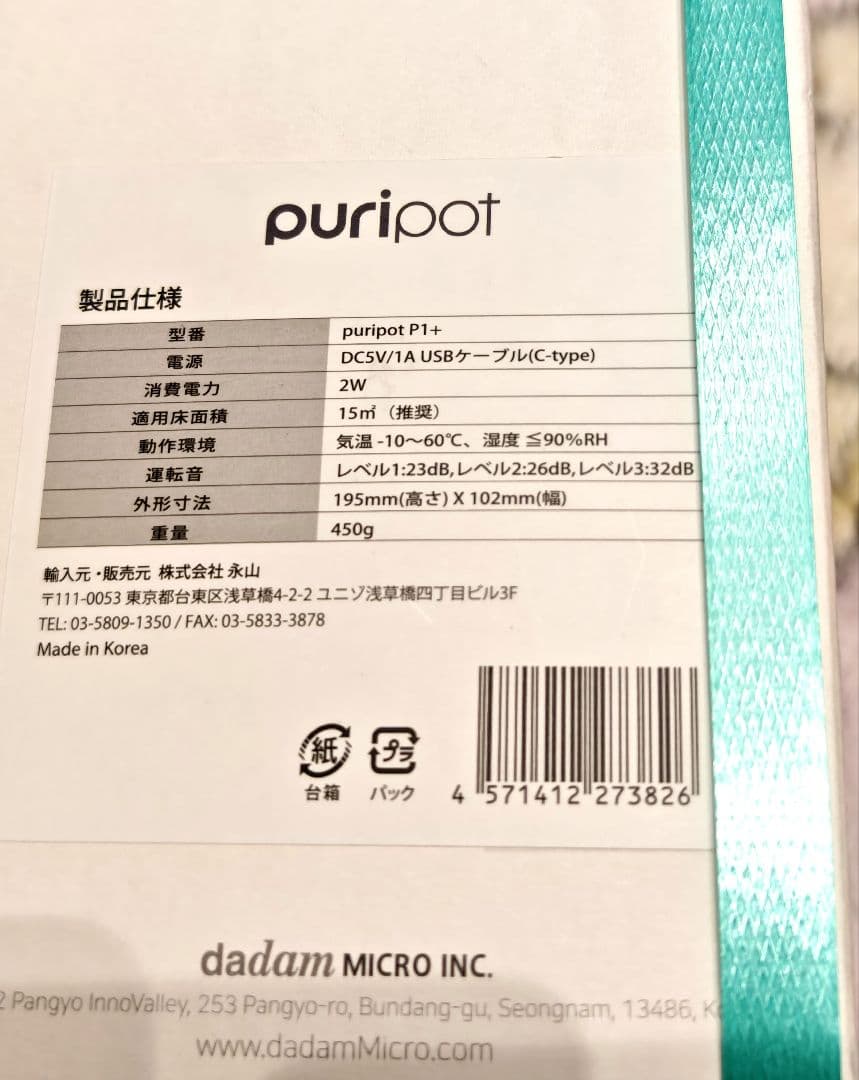 puripot
製品仕様
型番 puripot P1+
電源 DC5V/1A USBケーブル(C-type)
消費電力 2W
適用床面積 15㎡（推奨）
動作環境 気温 -10～60℃、湿度 ≦90%RH
運転音 レベル1:23dB,レベル2:26dB,レベル3:32dB
外形寸法 195mm(高さ) X 102mm(幅)
重量 450g
輸入元・販売元 株式会社 永山
〒111-0053 東京都台東区浅草橋4-2-2 ユニゾ浅草橋四丁目ビル3F
TEL: 03-5809-1350 / FAX: 03-5833-3878
Made in Korea
紙 プラ
台箱 パック
4 571412 273826
dadam MICRO INC.
2 Pangyo InnoValley, 253 Pangyo-ro, Bundang-gu, Seongnam, 13486,
www.dadamMicro.com